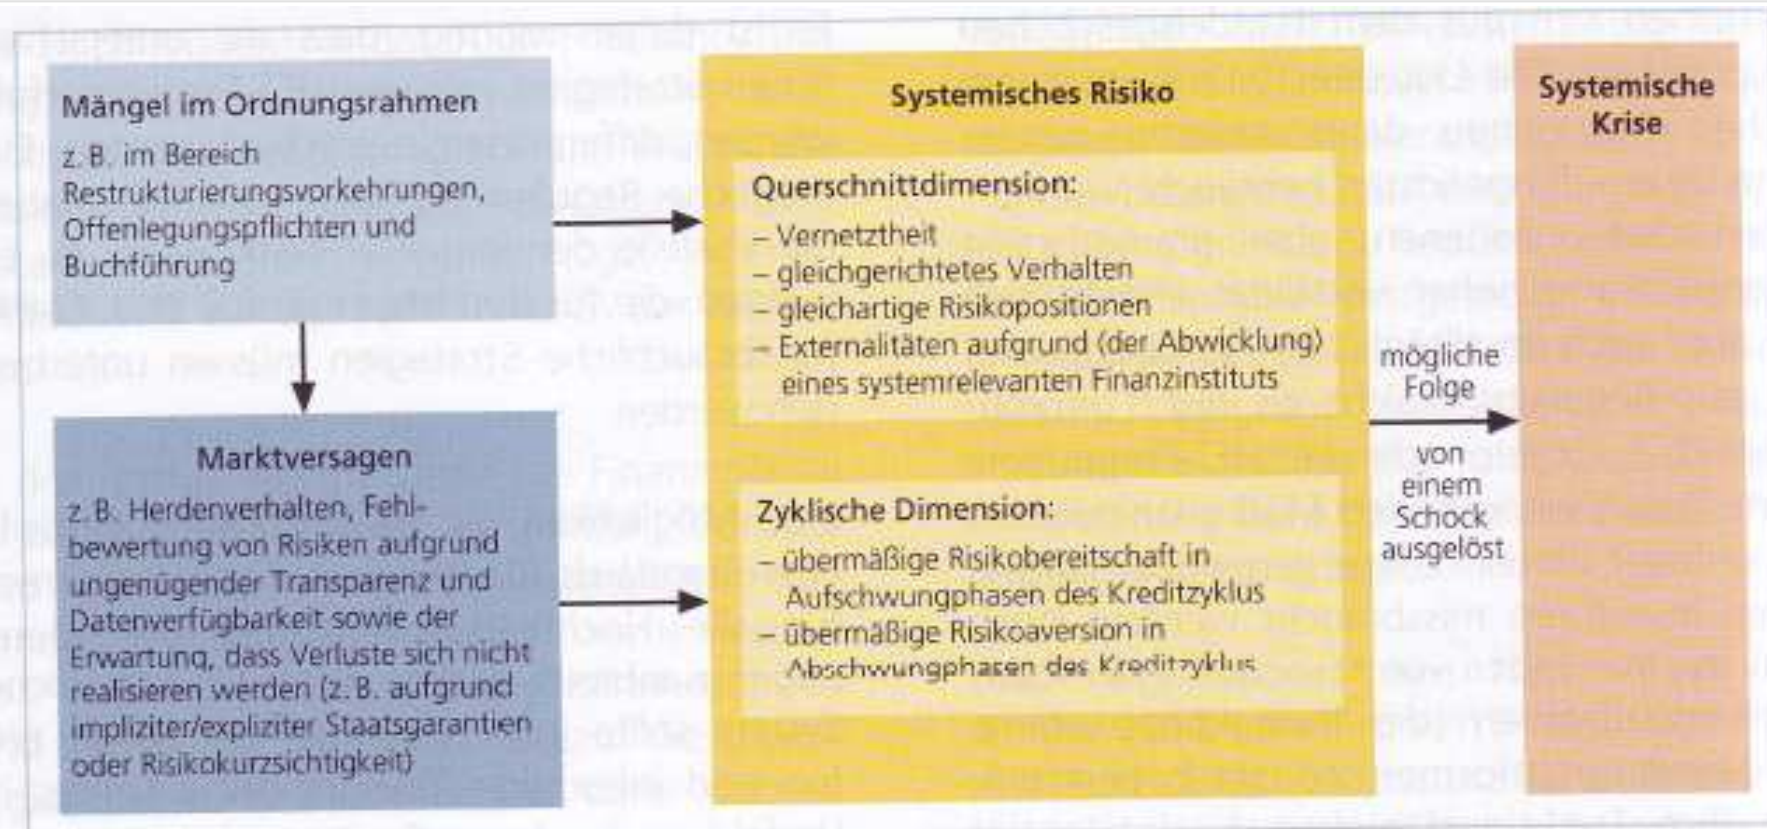 Mängel im Ordnungsrahmen
z. B. im Bereich
Restrukturierungsvorkehrungen,
Offenlegungspflichten und
Buchführung
Marktversagen
z. B. Herdenverhalten, Fehl-
bewertung von Risiken aufgrund
ungenügender Transparenz und
Datenverfügbarkeit sowie der
Erwartung, dass Verluste sich nicht
realisieren werden (z. B. aufgrund
impliziter/expliziter Staatsgarantien
oder Risikokurzsichtigkeit)
Systemisches Risiko
Querschnittdimension:
– Vernetztheit
– gleichgerichtetes Verhalten
– gleichartige Risikopositionen
– Externalitäten aufgrund (der Abwicklung)
eines systemrelevanten Finanzinstituts
Zyklische Dimension:
– übermäßige Risikobereitschaft in
Aufschwungphasen des Kreditzyklus
– übermäßige Risikoaversion in
Abschwungphasen des Kreditzyklus
mögliche
Folge
von
einem
Schock
ausgelöst
Systemische
Krise